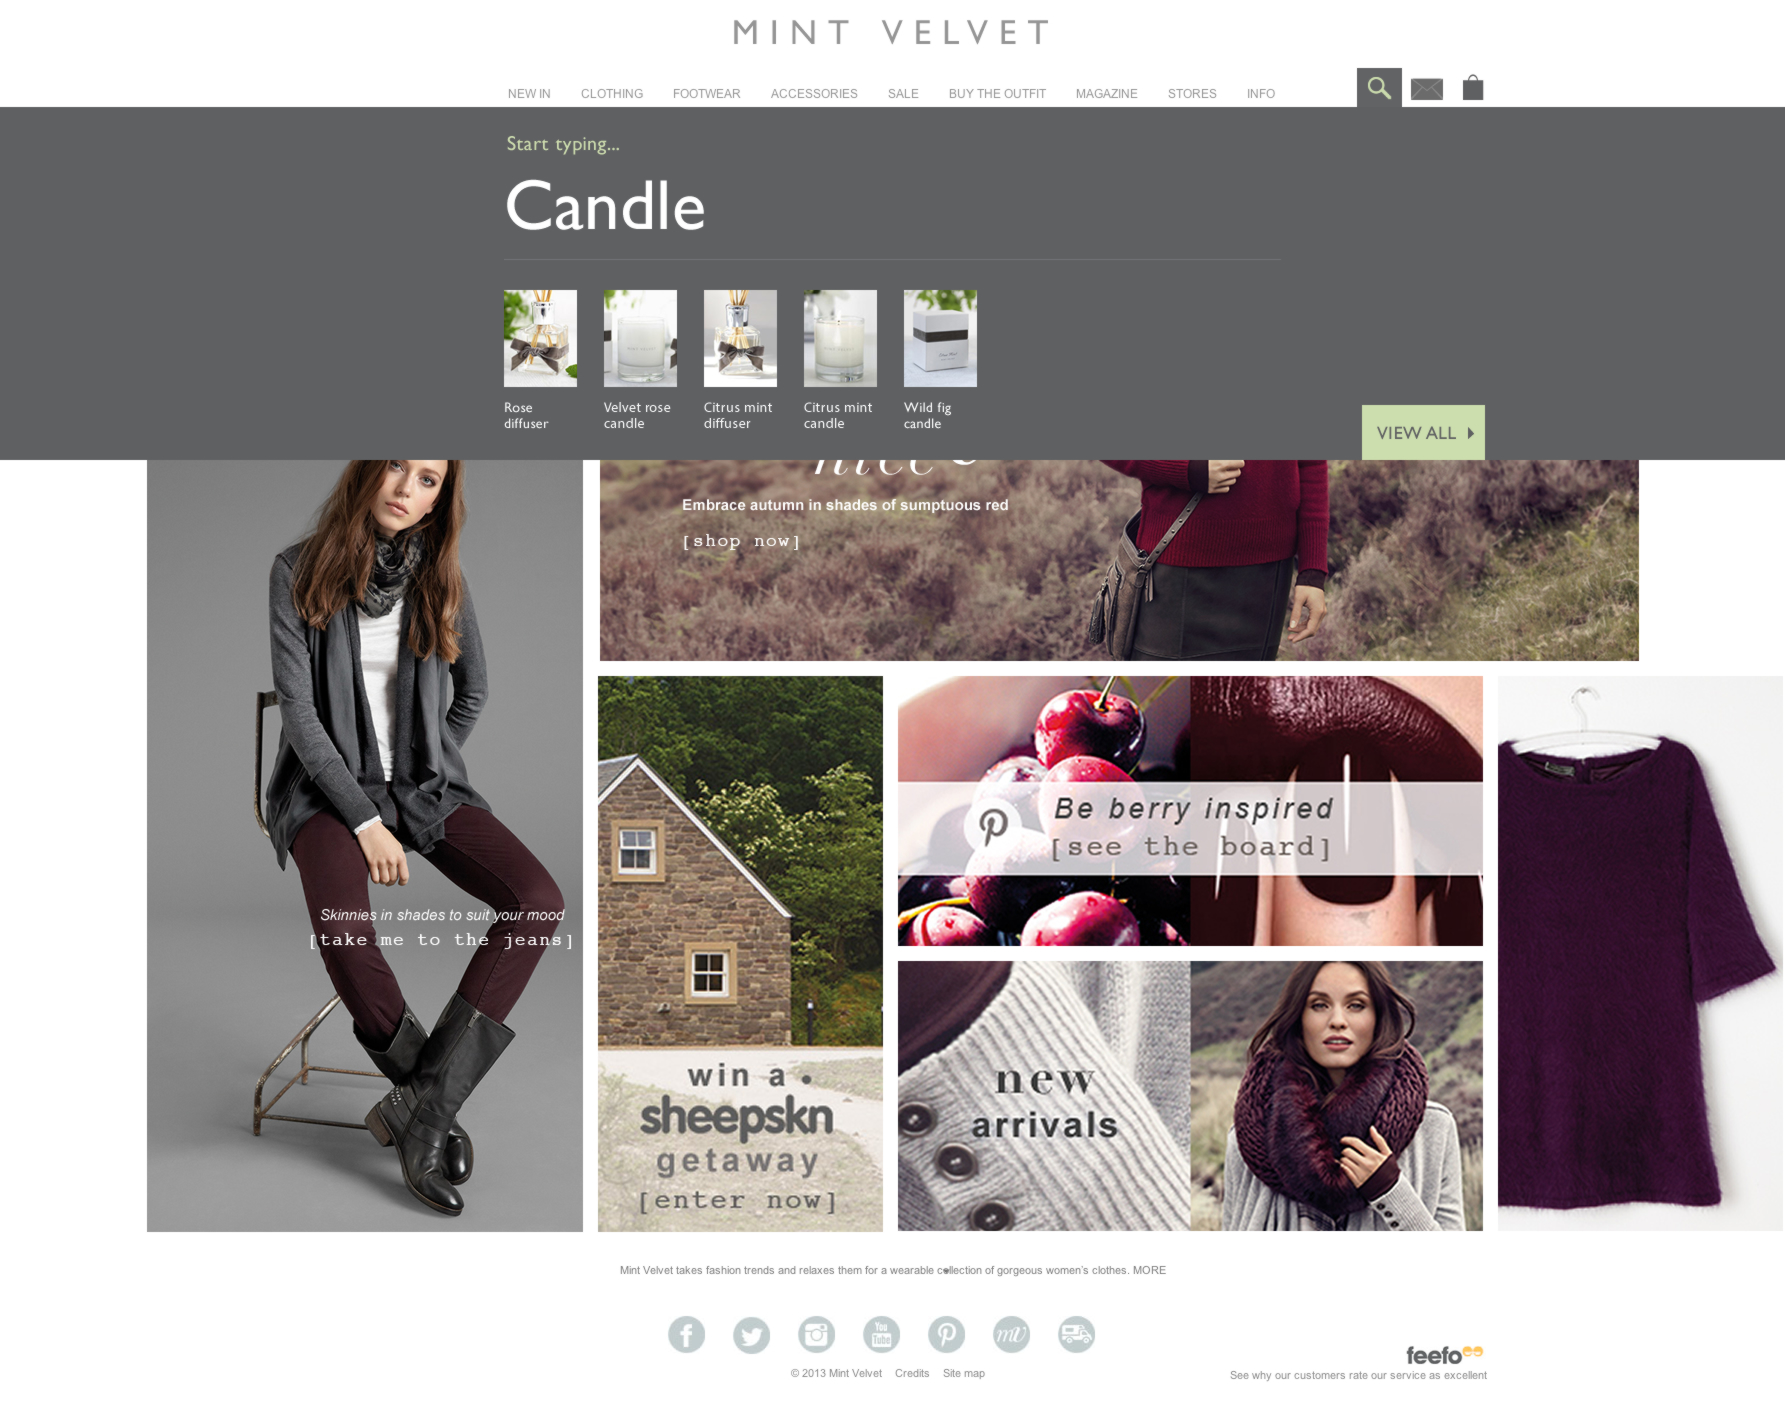 MINT VELVET
NEW IN CLOTHING FOOTWEAR ACCESSORIES SALE BUY THE OUTFIT MAGAZINE STORES INFO
Start typing...
Candle
Rose
diffuser
Velvet rose
candle
Citrus mint
diffuser
Citrus mint
candle
Wild fig
candle
VIEW ALL
Embrace autumn in shades of sumptuous red
[shop now]
Skinnies in shades to suit your mood
[take me to the jeans]
win a
sheepskn
getaway
[enter now]
Be berry inspired
[see the board]
new
arrivals
Mint Velvet takes fashion trends and relaxes them for a wearable collection of gorgeous women's clothes. MORE
You
Tube
mv
© 2013 Mint Velvet Credits Site map
feefo
See why our customers rate our service as excellent